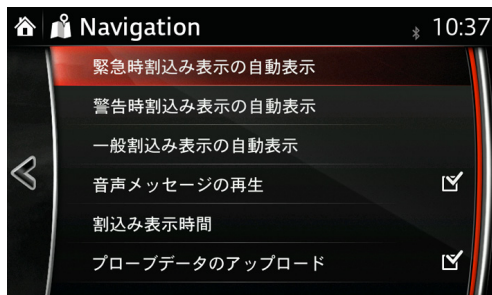 Navigation
10:37
緊急時割込み表示の自動表示
警告時割込み表示の自動表示
一般割込み表示の自動表示
音声メッセージの再生
割込み表示時間
プローブデータのアップロード